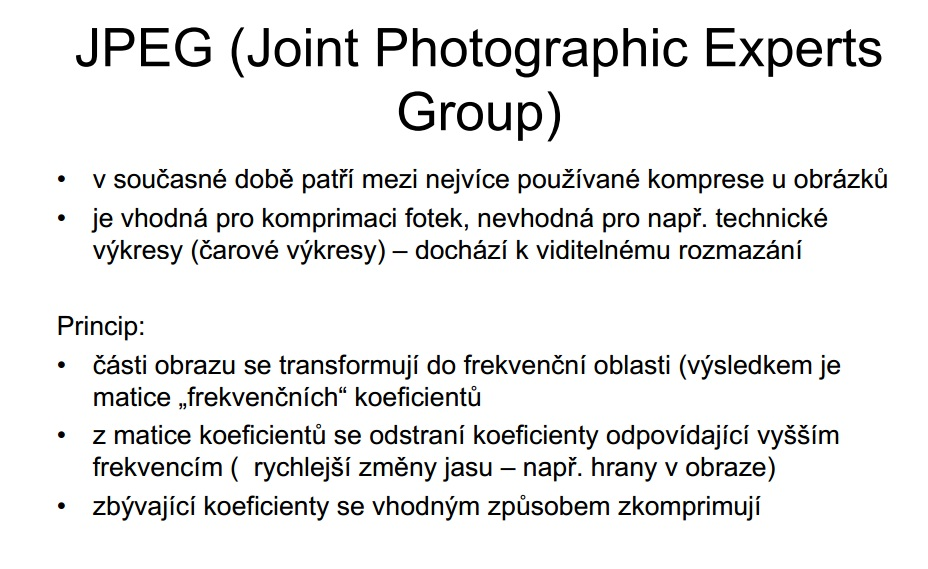 JPEG (Joint Photographic Experts
Group)
• v současné době patří mezi nejvíce používané komprese u obrázků
• je vhodná pro komprimaci fotek, nevhodná pro např. technické
výkresy (čarové výkresy) – dochází k viditelnému rozmazání
Princip:
• části obrazu se transformují do frekvenční oblasti (výsledkem je
matice „frekvenčních“ koeficientů
• z matice koeficientů se odstraní koeficienty odpovídající vyšším
frekvencím (  rychlejší změny jasu – např. hrany v obraze)
• zbývající koeficienty se vhodným způsobem zkomprimují